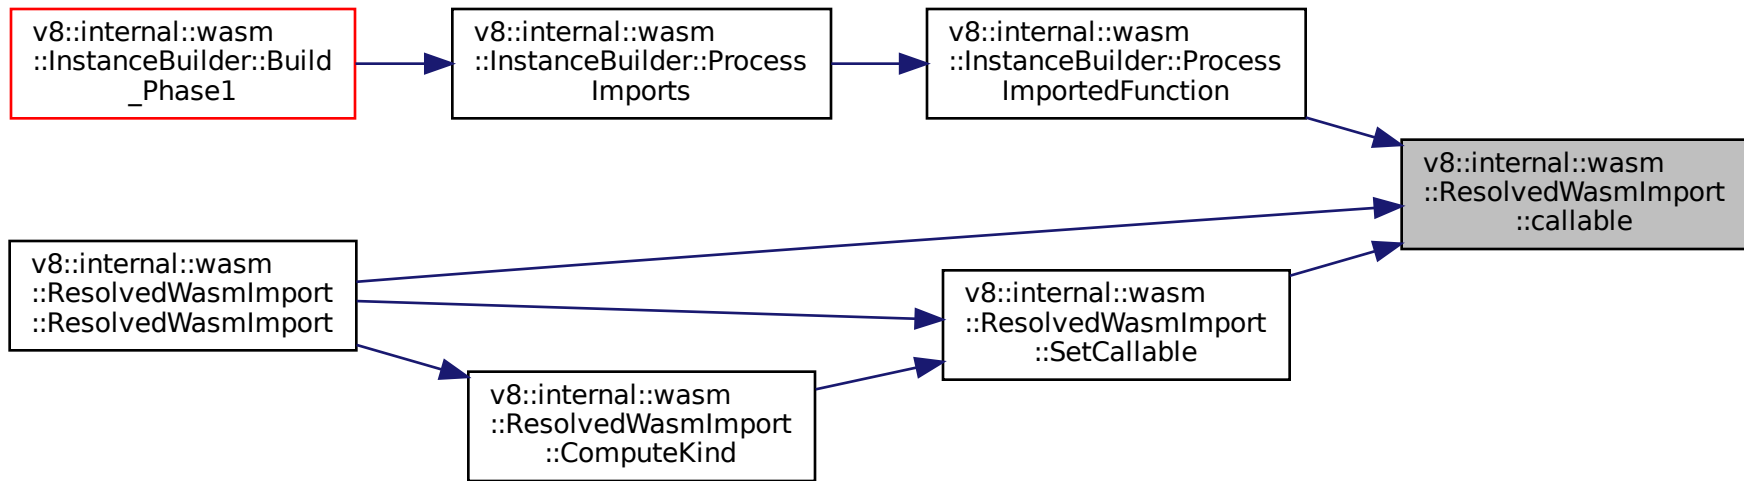 v8::internal::wasm
::InstanceBuilder::Build
_Phase1
v8::internal::wasm
::InstanceBuilder::Process
Imports
v8::internal::wasm
::InstanceBuilder::Process
ImportedFunction
v8::internal::wasm
::ResolvedWasmImport
::callable
v8::internal::wasm
::ResolvedWasmImport
::ResolvedWasmImport
v8::internal::wasm
::ResolvedWasmImport
::SetCallable
v8::internal::wasm
::ResolvedWasmImport
::ComputeKind